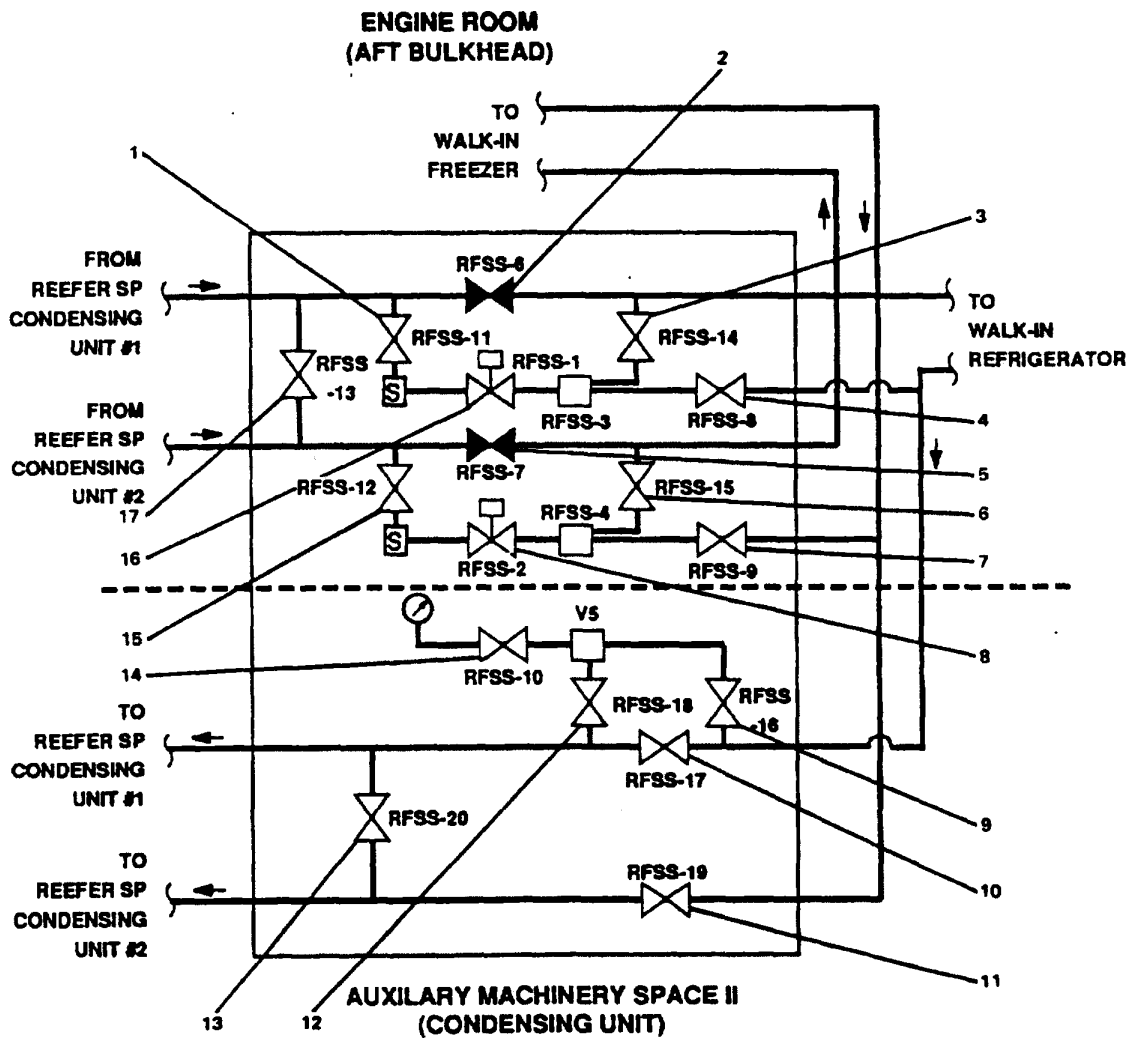 ENGINE ROOM
(AFT BULKHEAD)
2
TO
WALK-IN
FREEZER
1
3
FROM
REEFER SP
CONDENSING
UNIT #1
RFSS-6
TO
WALK-IN
REFRIGERATOR
RFSS-11
RFSS-14
RFSS
-13
RFSS-1
S
RFSS-3
RFSS-8
4
FROM
REEFER SP
CONDENSING
UNIT #2
RFSS-7
5
17
16
RFSS-12
RFSS-15
6
RFSS-4
S
RFSS-2
RFSS-9
7
15
V5
8
14
RFSS-10
RFSS-18
RFSS
-16
TO
REEFER SP
CONDENSING
UNIT #1
RFSS-17
RFSS-20
9
TO
REEFER SP
CONDENSING
UNIT #2
RFSS-19
10
11
13
12
AUXILARY MACHINERY SPACE II
(CONDENSING UNIT)